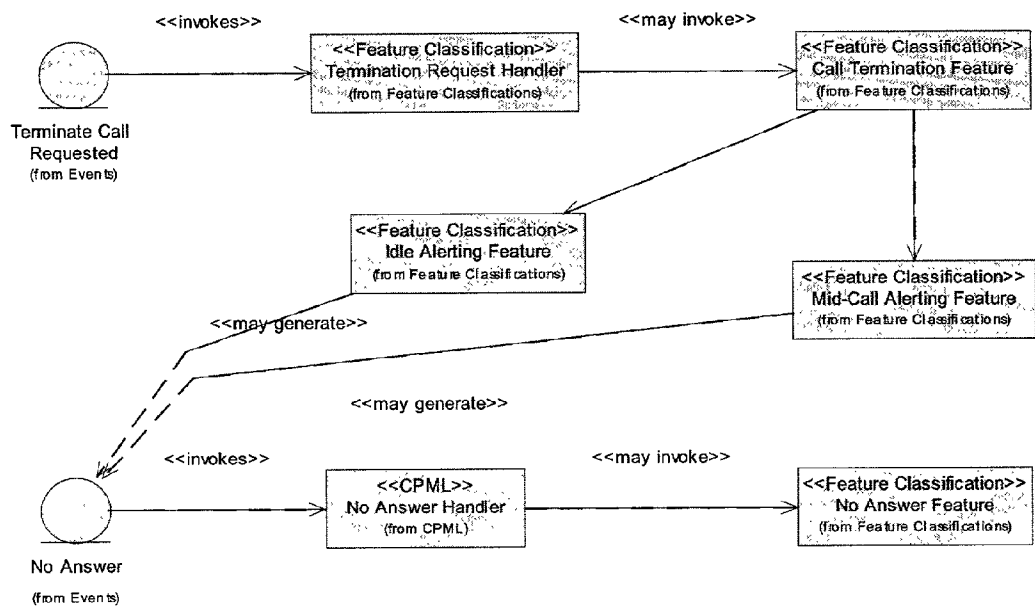 <<invokes>>
<<may invoke>>
<<Feature Classification>>
Termination Request Handler
(from Feature Classifications)
<<Feature Classification>>
Call Termination Feature
(from Feature Classifications)
Terminate Call
Requested
(from Events)
<<Feature Classification>>
Idle Alerting Feature
(from Feature Classifications)
<<Feature Classification>>
Mid-Call Alerting Feature
(from Feature Classifications)
<<may generate>>
<<may generate>>
<<invokes>>
<<may invoke>>
<<CPML>>
No Answer Handler
(from CPML)
<<Feature Classification>>
No Answer Feature
(from Feature Classifications)
No Answer
(from Events)